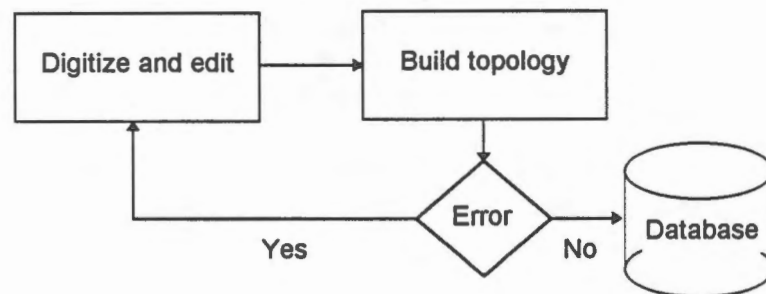 Digitize and edit
Build topology
Error
Yes
No
Database